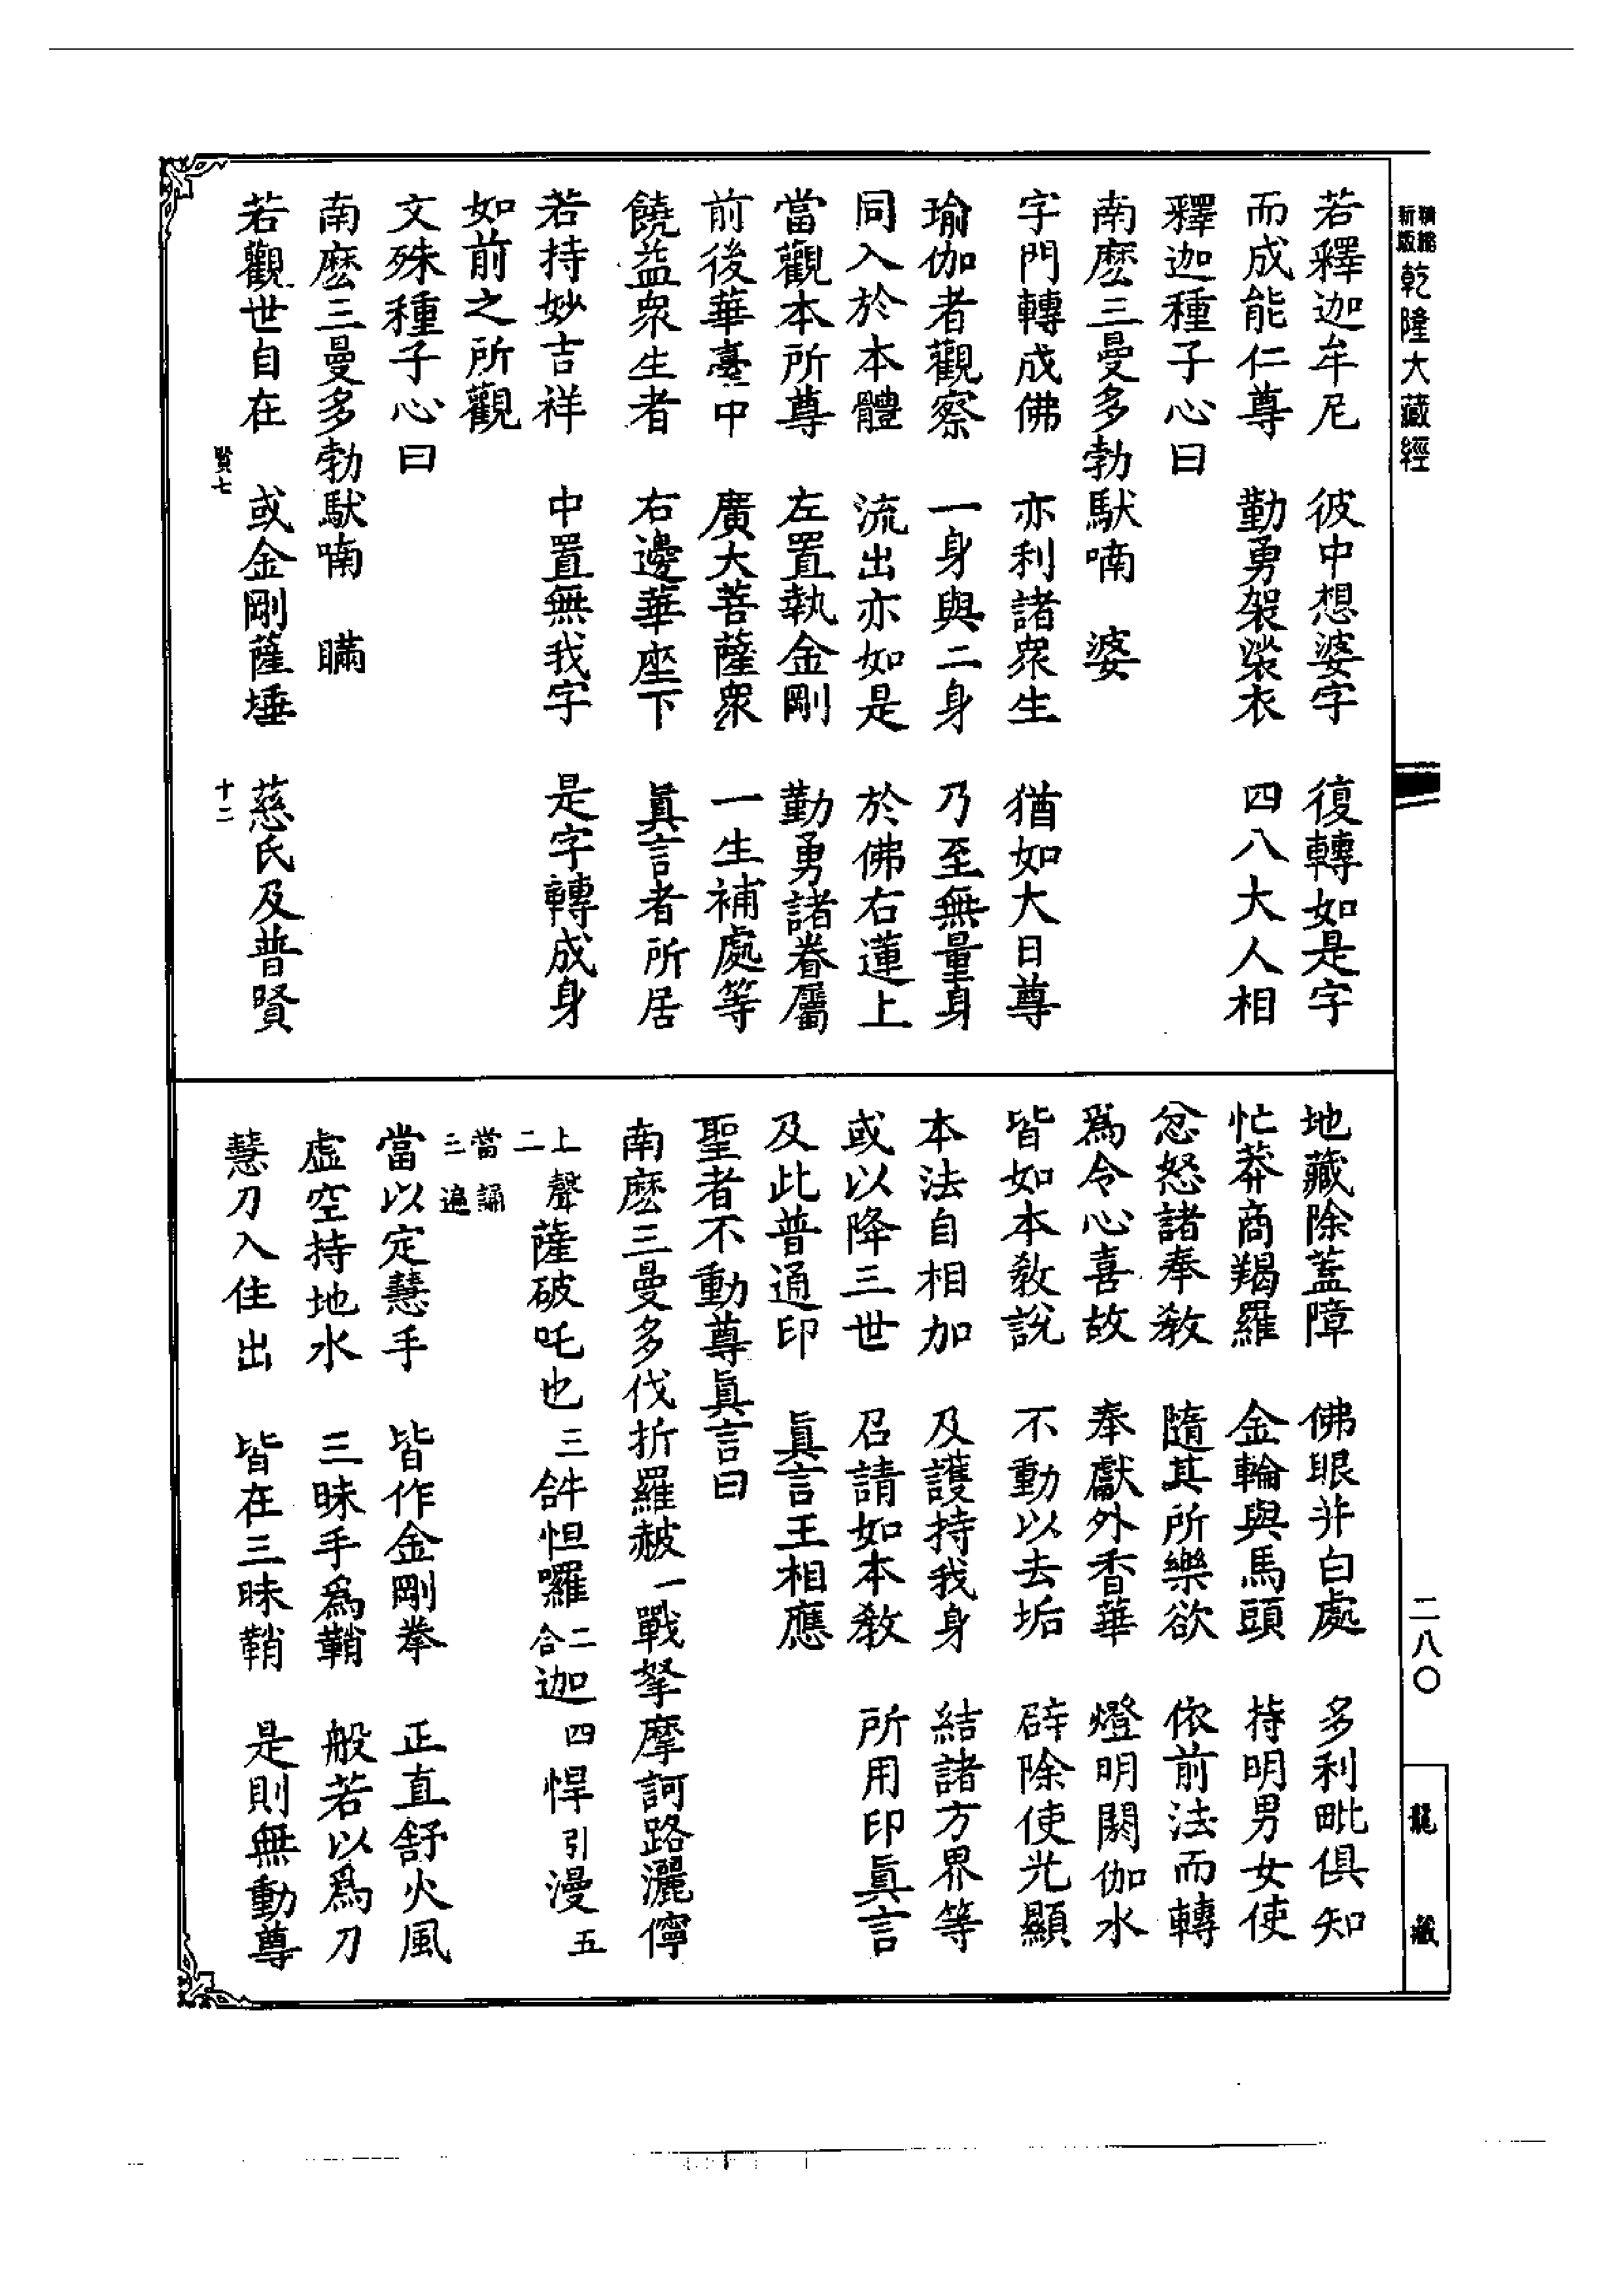 精縮新版乾隆大藏經
若釋迦牟尼　彼中想婆字　復轉如是字
而成能仁尊　勤勇袈裟衣　四八大人相
釋迦種子心曰
南麼三曼多勃馱喃　婆
字門轉成佛　亦利諸眾生　猶如大日尊
瑜伽者觀察　一身與二身　乃至無量身
同入於本體　流出亦如是　於佛右蓮上
當觀本所尊　左置執金剛　勤勇諸眷屬
前後華臺中　廣大菩薩眾　一生補處等
饒益眾生者　右邊華座下　眞言者所居
若持妙吉祥　中置無我字　是字轉成身
如前之所觀
文殊種子心曰
南麼三曼多勃馱喃　瞞
若觀世自在　或金剛薩埵　慈氏及普賢
賢七　十二
地藏除蓋障　佛眼并白處　多利毗俱知
忙莽商羯羅　金輪與馬頭　持明男女使
忿怒諸奉教　隨其所樂欲　依前法而轉
爲令心喜故　奉獻外香華　燈明閼伽水
皆如本教說　不動以去垢　辟除使光顯
本法自相加　及護持我身　結諸方界等
或以降三世　召請如本教　所用印眞言
及此普通印　眞言王相應
聖者不動尊眞言曰
南麼三曼多伐折羅赧一戰拏摩訶路灑儜
上聲二薩破吒也三𤙖怛囉二合迦四悍引漫五
當誦三遍
當以定慧手　皆作金剛拳　正直舒火風
虛空持地水　三昧手爲鞘　般若以爲刀
慧刀入住出　皆在三昧鞘　是則無動尊
二八〇
龍藏